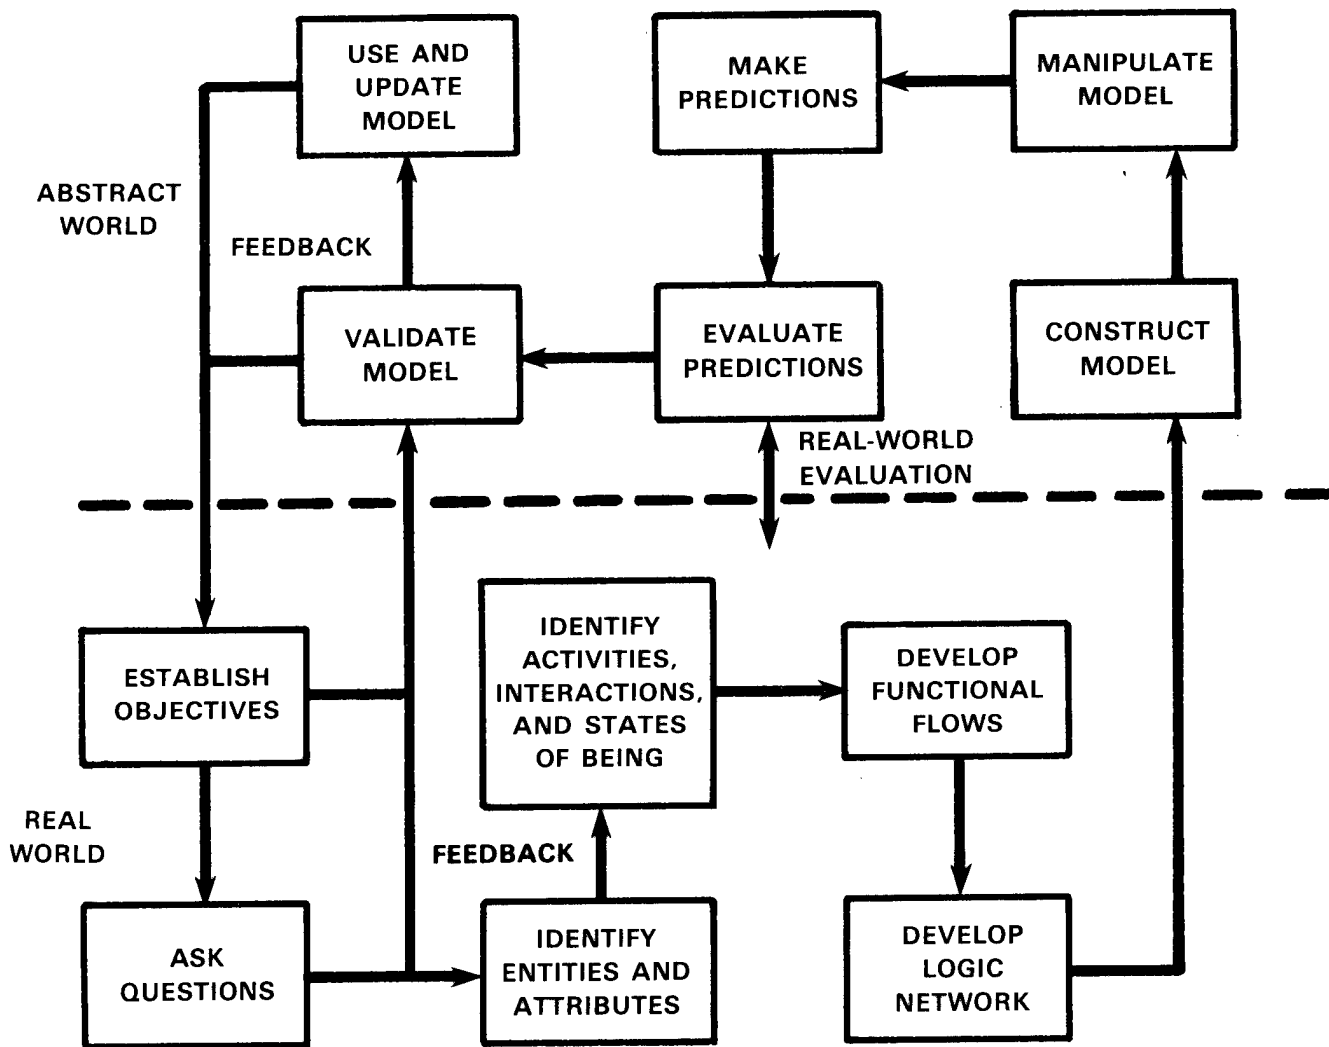 USE AND
UPDATE
MODEL
MAKE
PREDICTIONS
MANIPULATE
MODEL
ABSTRACT
WORLD
FEEDBACK
VALIDATE
MODEL
EVALUATE
PREDICTIONS
CONSTRUCT
MODEL
REAL-WORLD
EVALUATION
ESTABLISH
OBJECTIVES
IDENTIFY
ACTIVITIES,
INTERACTIONS,
AND STATES
OF BEING
DEVELOP
FUNCTIONAL
FLOWS
REAL
WORLD
FEEDBACK
ASK
QUESTIONS
IDENTIFY
ENTITIES AND
ATTRIBUTES
DEVELOP
LOGIC
NETWORK